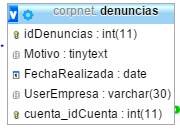 v corpnet.denuncias
idDenuncias : int(11)
Motivo : tinytext
FechaRealizada : date
UserEmpresa : varchar(30)
cuenta_idCuenta : int(11)